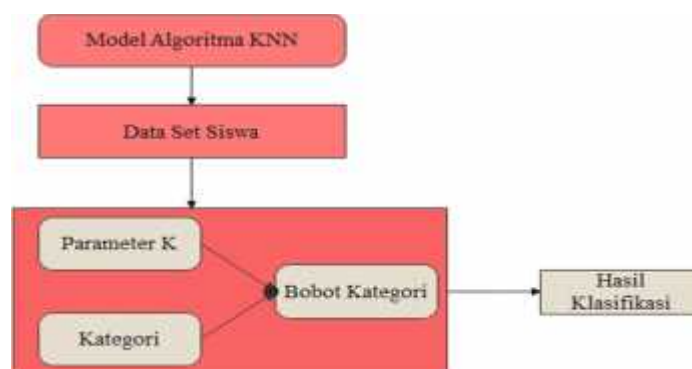 Model Algoritma KNN
Data Set Siswa
Parameter K
Bobot Kategori
Kategori
Hasil
Klasifikasi